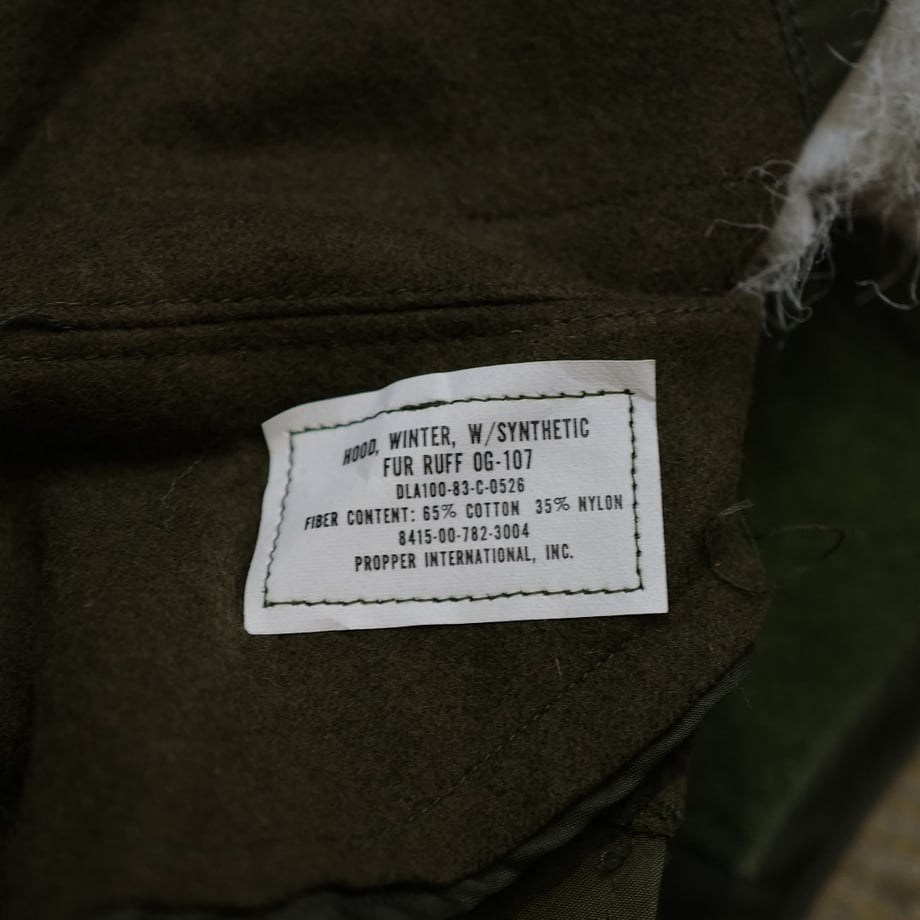 HOOD, WINTER, W/SYNTHETIC
FUR RUFF OG-107
DLA100-83-C-0526
FIBER CONTENT: 65% COTTON 35% NYLON
8415-00-782-3004
PROPPER INTERNATIONAL, INC.